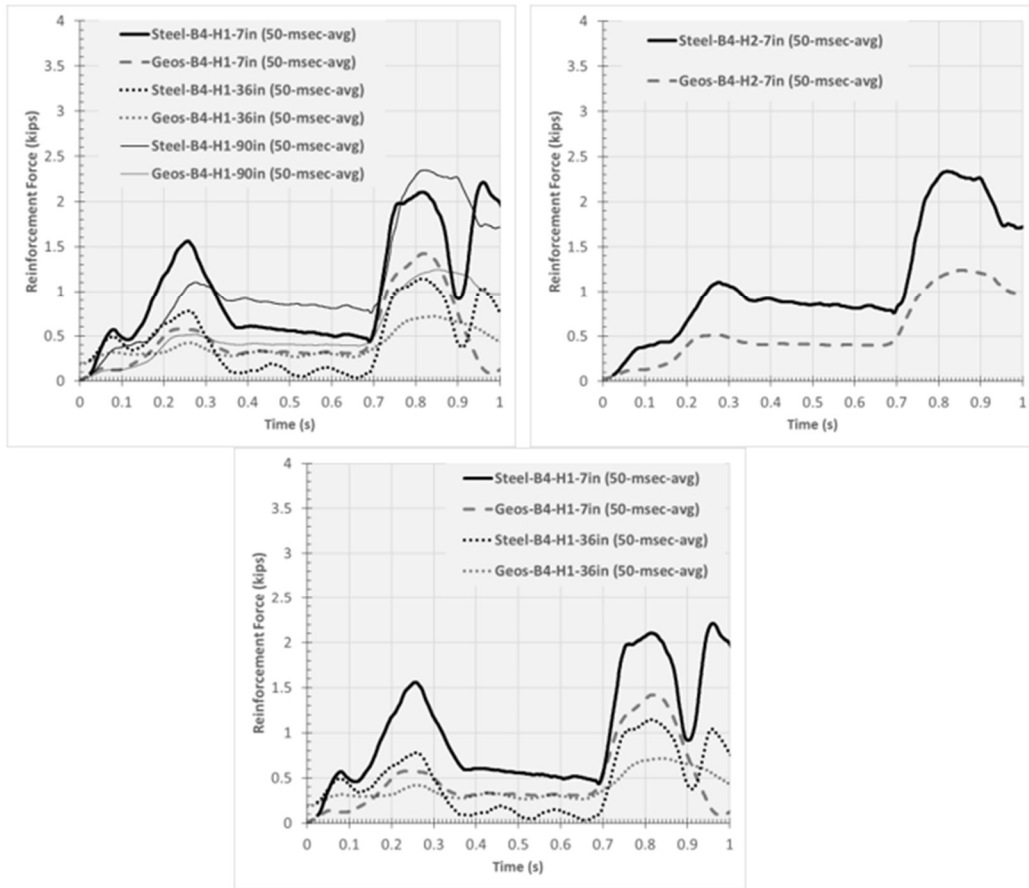 4
3.5
3
2.5
2
1.5
1
0.5
0
Reinforcement Force (kips)
Steel-B4-H1-7in (50-msec-avg)
Geos-B4-H1-7in (50-msec-avg)
Steel-B4-H1-36in (50-msec-avg)
Geos-B4-H1-36in (50-msec-avg)
Steel-B4-H1-90in (50-msec-avg)
Geos-B4-H1-90in (50-msec-avg)
0 0.1 0.2 0.3 0.4 0.5 0.6 0.7 0.8 0.9 1
Time (s)
4
3.5
3
2.5
2
1.5
1
0.5
0
Reinforcement Force (kips)
Steel-B4-H2-7in (50-msec-avg)
Geos-B4-H2-7in (50-msec-avg)
0 0.1 0.2 0.3 0.4 0.5 0.6 0.7 0.8 0.9 1
Time (s)
4
3.5
3
2.5
2
1.5
1
0.5
0
Reinforcement Force (kips)
Steel-B4-H1-7in (50-msec-avg)
Geos-B4-H1-7in (50-msec-avg)
Steel-B4-H1-36in (50-msec-avg)
Geos-B4-H1-36in (50-msec-avg)
0 0.1 0.2 0.3 0.4 0.5 0.6 0.7 0.8 0.9 1
Time (s)